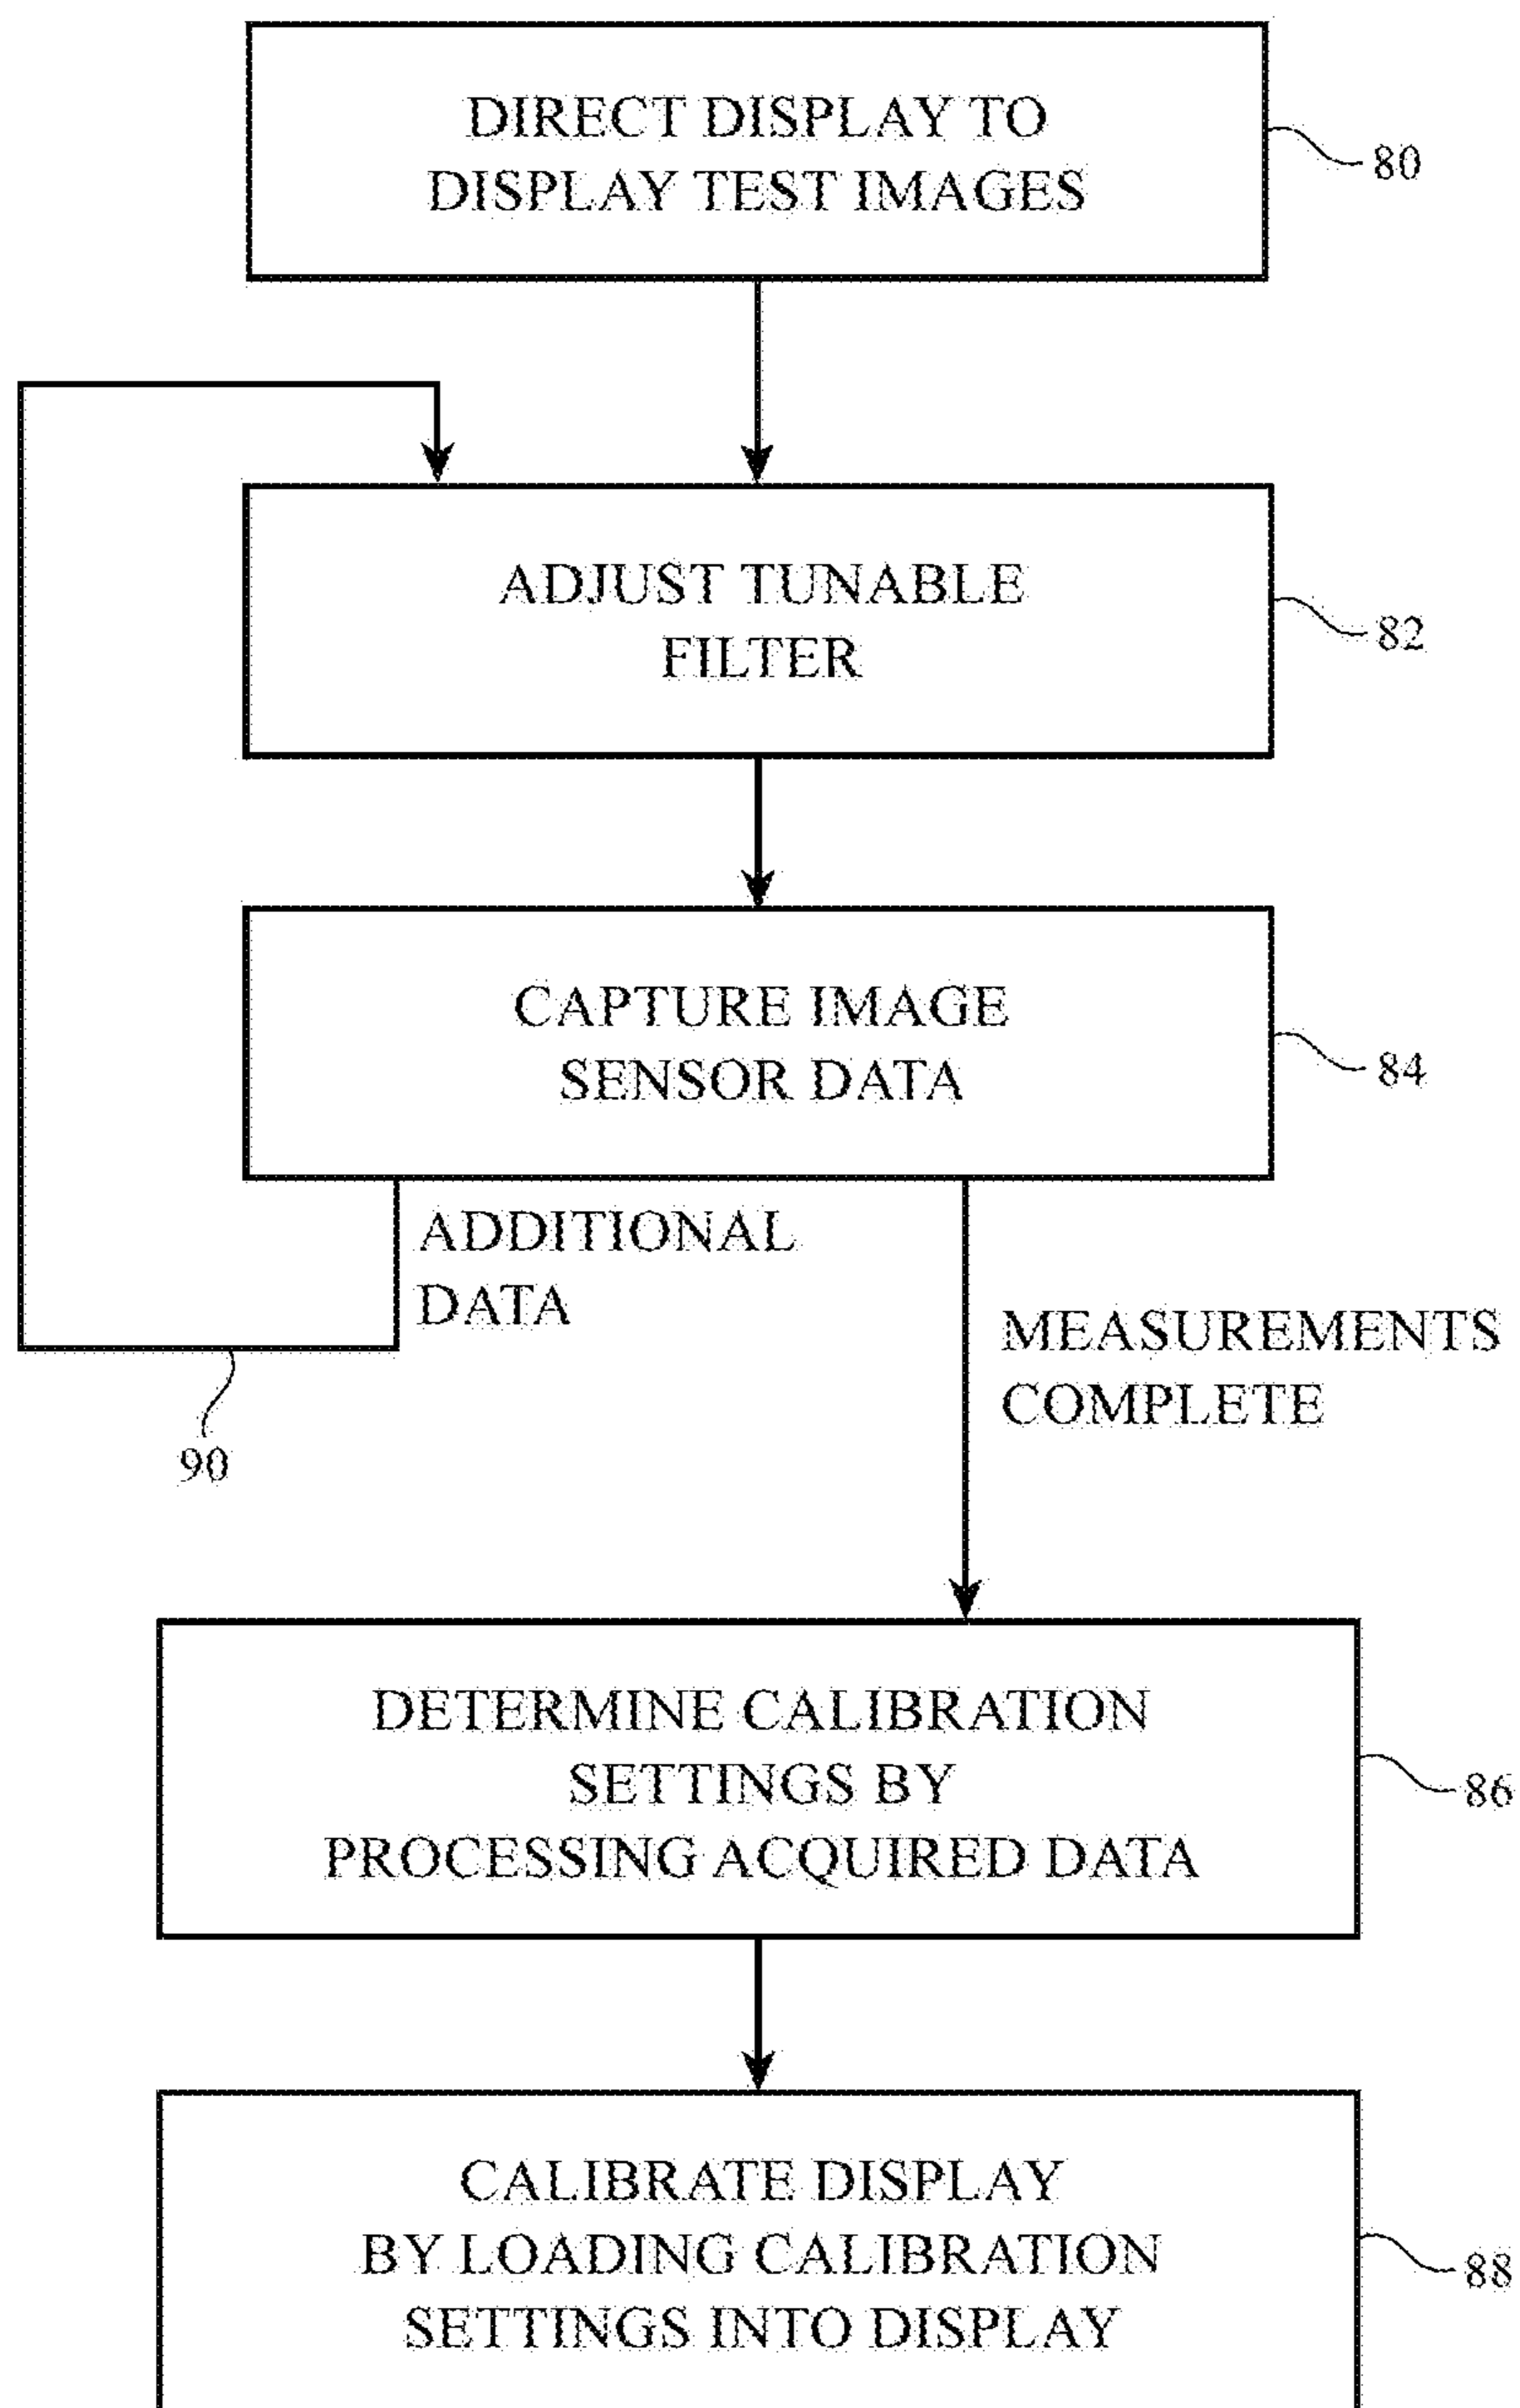 DIRECT DISPLAY TO
DISPLAY TEST IMAGES
80
ADJUST TUNABLE
FILTER
82
CAPTURE IMAGE
SENSOR DATA
84
ADDITIONAL
DATA
MEASUREMENTS
COMPLETE
90
DETERMINE CALIBRATION
SETTINGS BY
PROCESSING ACQUIRED DATA
86
CALIBRATE DISPLAY
BY LOADING CALIBRATION
SETTINGS INTO DISPLAY
88